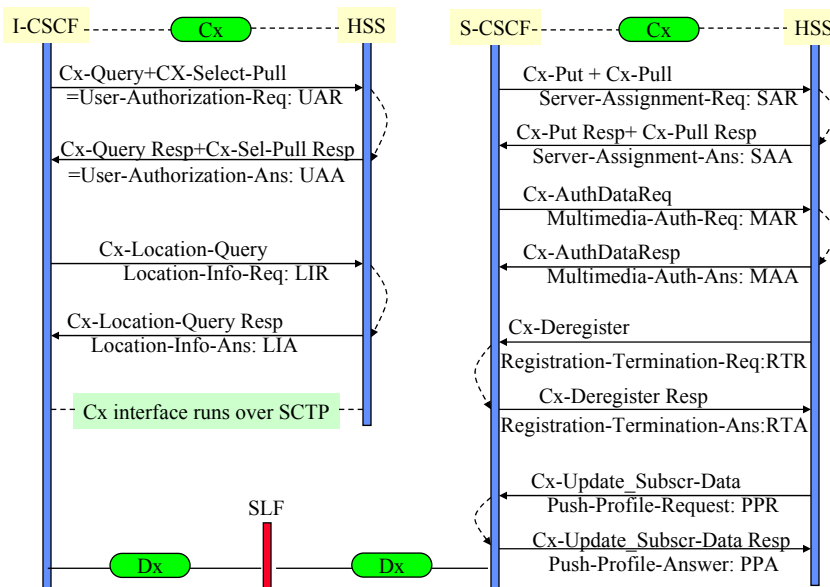 I-CSCF
Cx
HSS
Cx-Query+CX-Select-Pull
=User-Authorization-Req: UAR
Cx-Query Resp+Cx-Sel-Pull Resp
=User-Authorization-Ans: UAA
Cx-Location-Query
Location-Info-Req: LIR
Cx-Location-Query Resp
Location-Info-Ans: LIA
Cx interface runs over SCTP
SLF
Dx
Dx
S-CSCF
Cx
HSS
Cx-Put + Cx-Pull
Server-Assignment-Req: SAR
Cx-Put Resp+ Cx-Pull Resp
Server-Assignment-Ans: SAA
Cx-AuthDataReq
Multimedia-Auth-Req: MAR
Cx-AuthDataResp
Multimedia-Auth-Ans: MAA
Cx-Deregister
Registration-Termination-Req:RTR
Cx-Deregister Resp
Registration-Termination-Ans:RTA
Cx-Update_Subscr-Data
Push-Profile-Request: PPR
Cx-Update_Subscr-Data Resp
Push-Profile-Answer: PPA